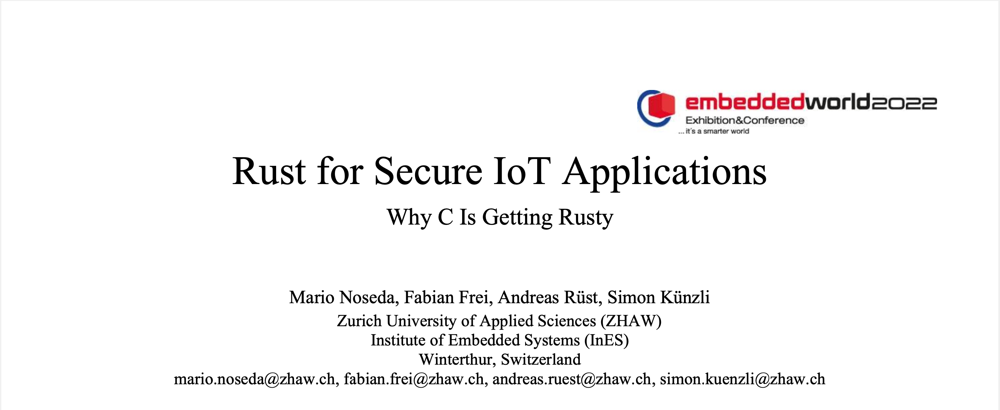 embeddedworld2022
Exhibition&Conference
... it's a smarter world
Rust for Secure IoT Applications
Why C Is Getting Rusty
Mario Noseda, Fabian Frei, Andreas Rüst, Simon Künzli
Zurich University of Applied Sciences (ZHAW)
Institute of Embedded Systems (InES)
Winterthur, Switzerland
mario.noseda@zhaw.ch, fabian.frei@zhaw.ch, andreas.ruest@zhaw.ch, simon.kuenzli@zhaw.ch